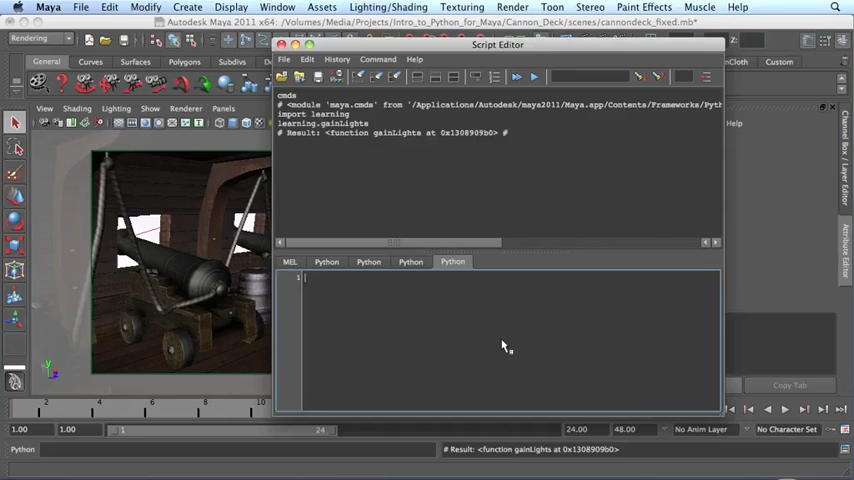 Maya File Edit Modify Create Display Window Assets Lighting/Shading Texturing Render Toon Stereo Paint Effects Muscle Help
Autodesk Maya 2011 x64: /Volumes/Media/Projects/Intro_to_Python_for_Maya/Cannon_Deck/scenes/cannondeck_fixed.mb*
Rendering
Script Editor
General Curves
History Command Help
File Edit
View Shading Lighting Show Renderer Panels
cmds
# <module 'maya.cmds' from '/Applications/Autodesk/maya2011/Maya.app/Contents/Frameworks/Pyth
import learning
learning.gainLights
# Result: <function gainLights at 0x1308909b0> #
Help
Channel Box / Layer Editor
Attribute Editor
MEL Python Python Python Python
1
y
z
Copy Tab
2 4 6 8 10
1.00 1.00 1 24 24.00 48.00 No Anim Layer No Character Set
Python # Result: <function gainLights at 0x1308909b0>